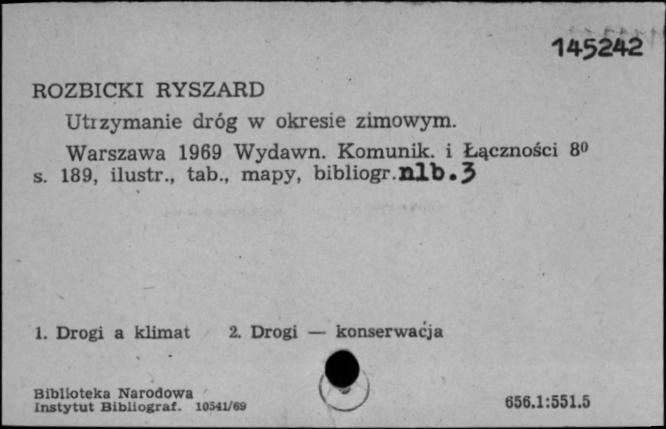 145242
ROZBICKI RYSZARD
Utrzymanie dróg w okresie zimowym.
Warszawa 1969 Wydawn. Komunik. i Łączności 8⁰
s. 189, ilustr., tab., mapy, bibliogr. nlb. 3
1. Drogi a klimat 2. Drogi — konserwacja
Biblioteka Narodowa
Instytut Bibliograf. 10541/69
656.1:551.5